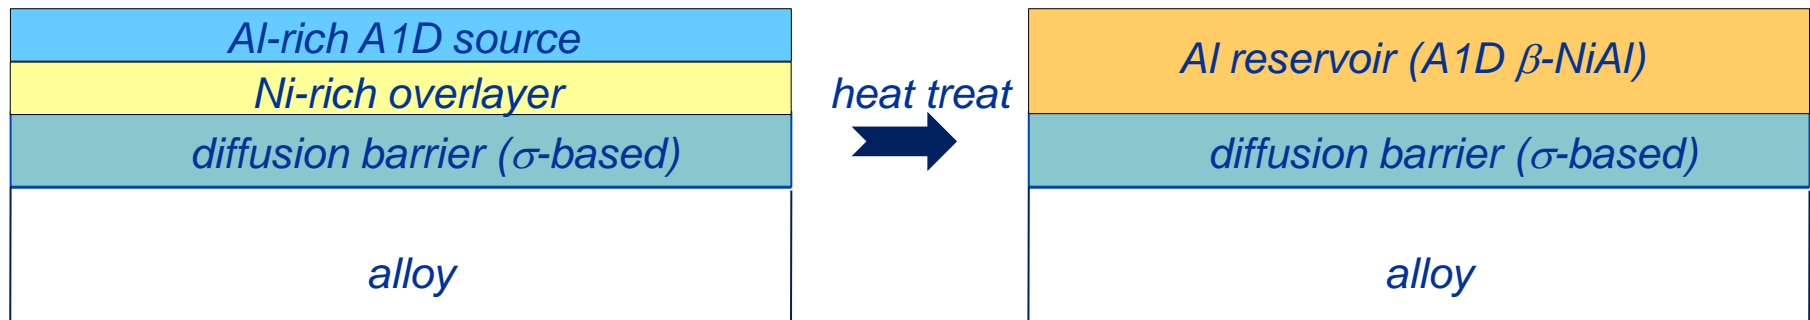 Al-rich A1D source
Ni-rich overlayer
diffusion barrier (σ-based)
alloy
heat treat
Al reservoir (A1D β-NiAl)
diffusion barrier (σ-based)
alloy